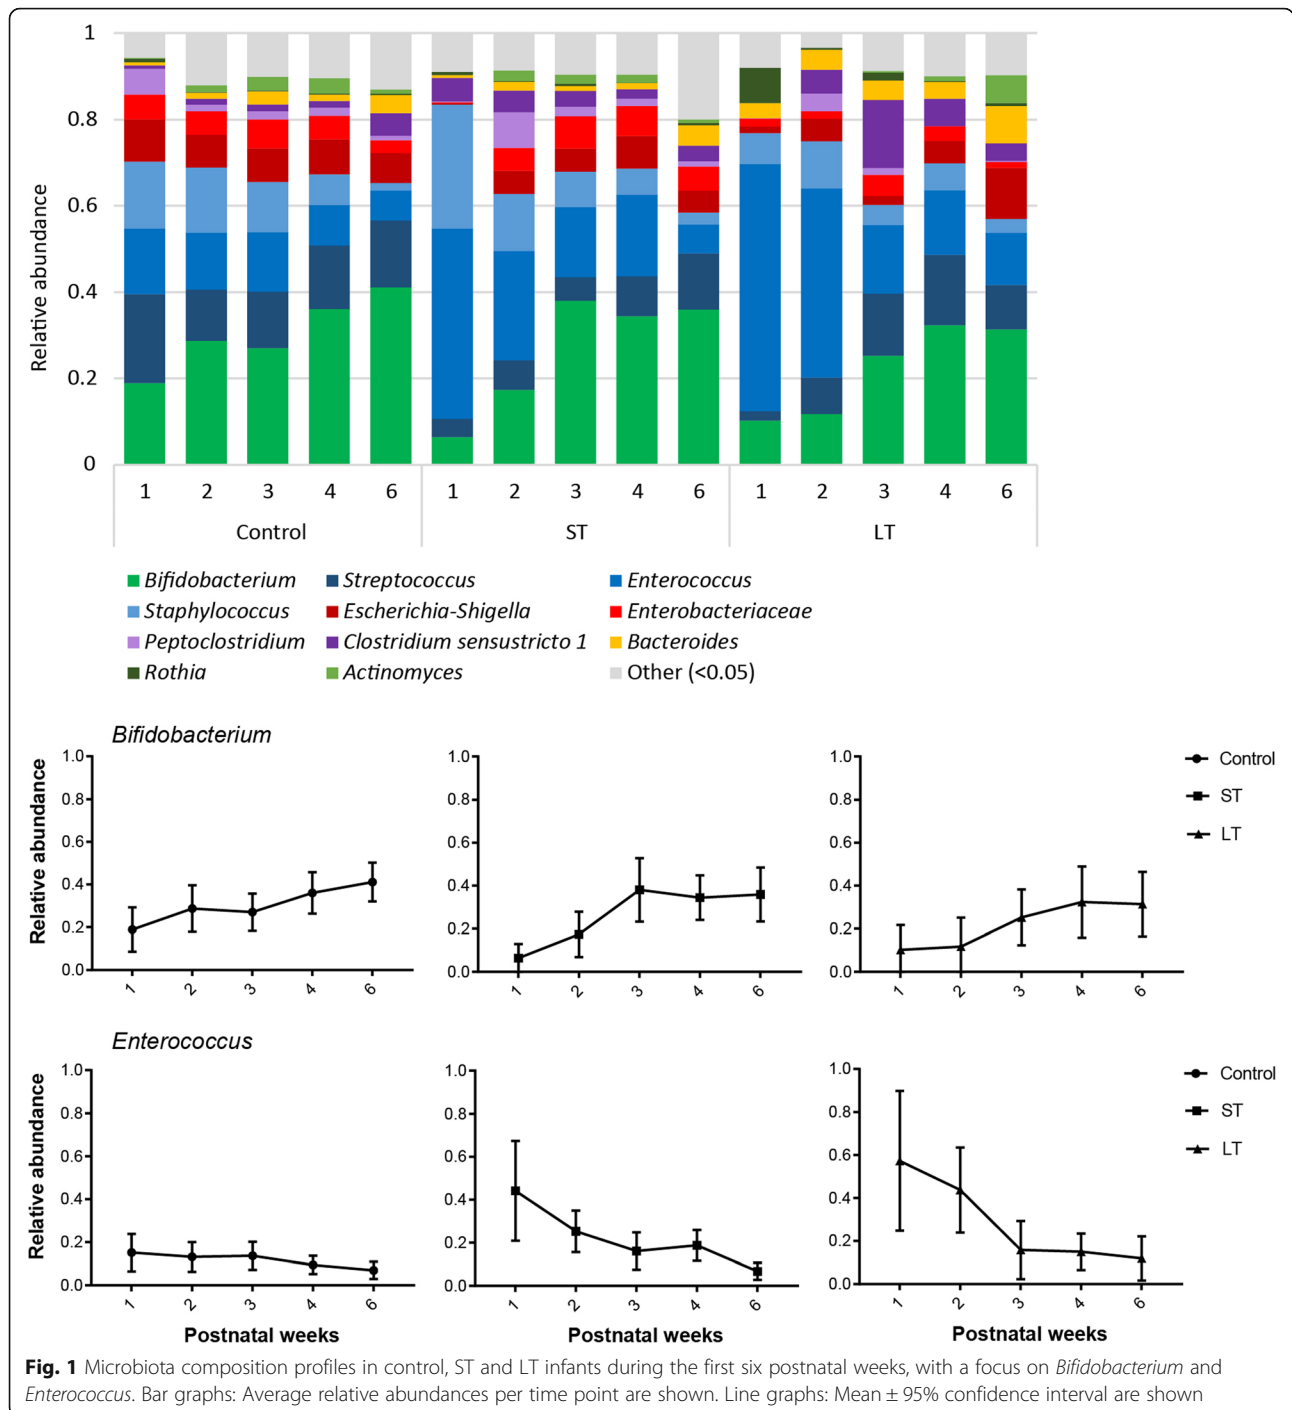 1
0.8
0.6
0.4
0.2
0
Relative abundance
1 2 3 4 6 1 2 3 4 6 1 2 3 4 6
Control ST LT
Bifidobacterium Streptococcus Enterococcus
Staphylococcus Escherichia-Shigella Enterobacteriaceae
Peptoclostridium Clostridium sensustricto 1 Bacteroides
Rothia Actinomyces Other (<0.05)
Bifidobacterium
Relative abundance
1.0
0.8
0.6
0.4
0.2
0.0
1 2 3 4 6
1.0
0.8
0.6
0.4
0.2
0.0
1 2 3 4 6
1.0
0.8
0.6
0.4
0.2
0.0
1 2 3 4 6
Control
ST
LT
Enterococcus
Relative abundance
1.0
0.8
0.6
0.4
0.2
0.0
1 2 3 4 6
Postnatal weeks
1.0
0.8
0.6
0.4
0.2
0.0
1 2 3 4 6
Postnatal weeks
1.0
0.8
0.6
0.4
0.2
0.0
1 2 3 4 6
Postnatal weeks
Control
ST
LT
Fig. 1 Microbiota composition profiles in control, ST and LT infants during the first six postnatal weeks, with a focus on Bifidobacterium and
Enterococcus. Bar graphs: Average relative abundances per time point are shown. Line graphs: Mean ± 95% confidence interval are shown